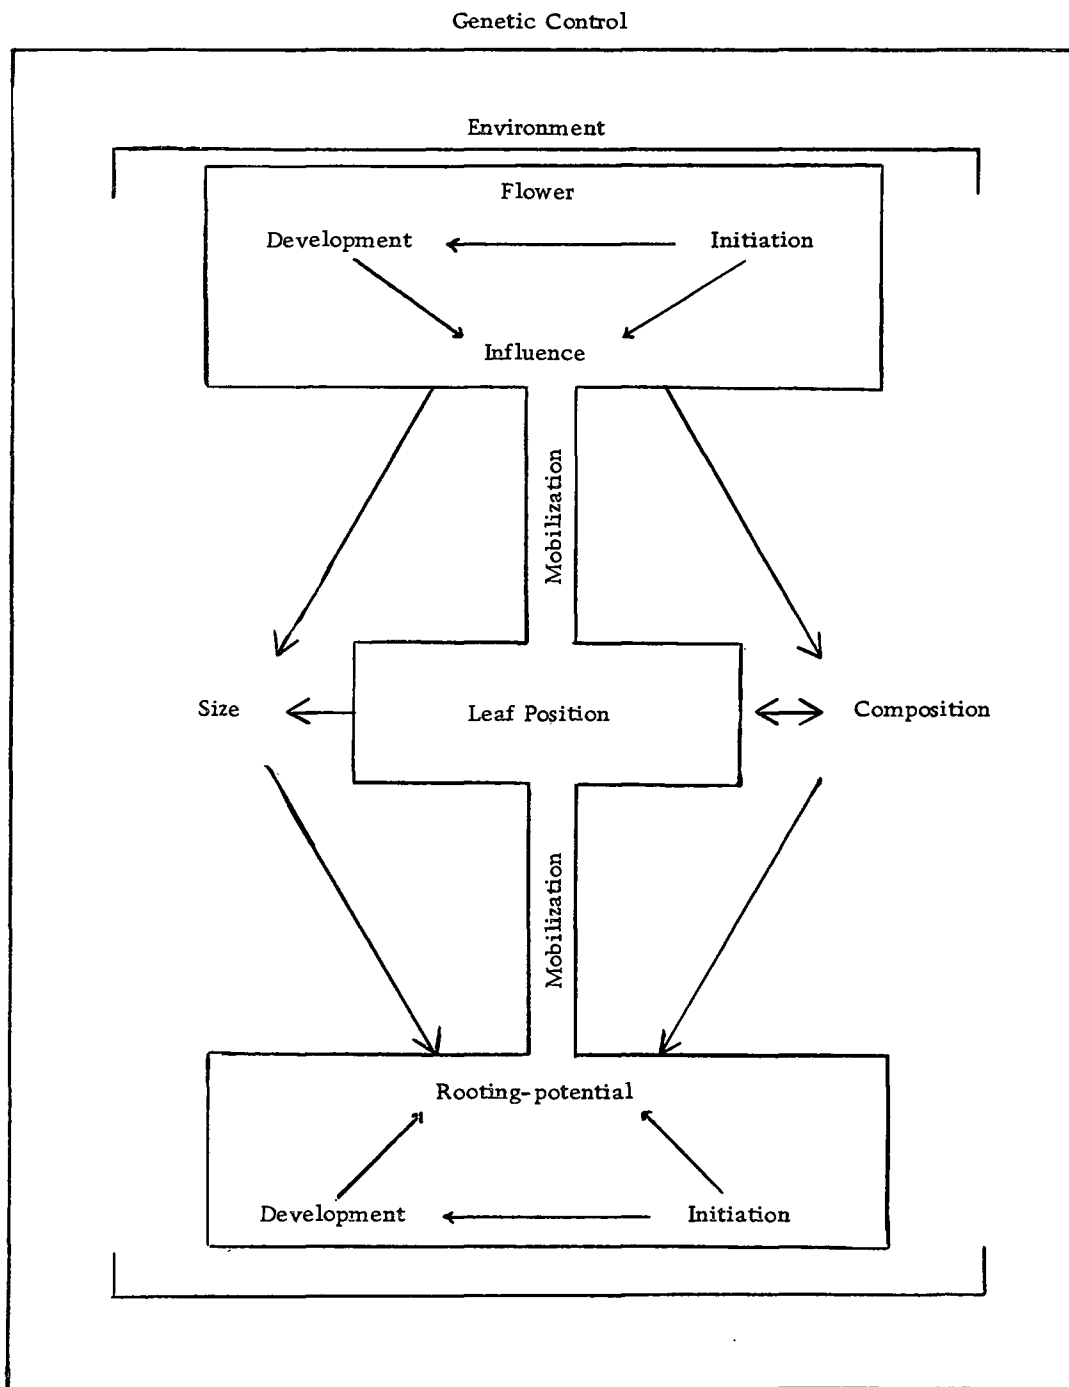 Genetic Control
Environment
Flower
Development
Initiation
Influence
Mobilization
Size
Leaf Position
Composition
Mobilization
Rooting-potential
Development
Initiation